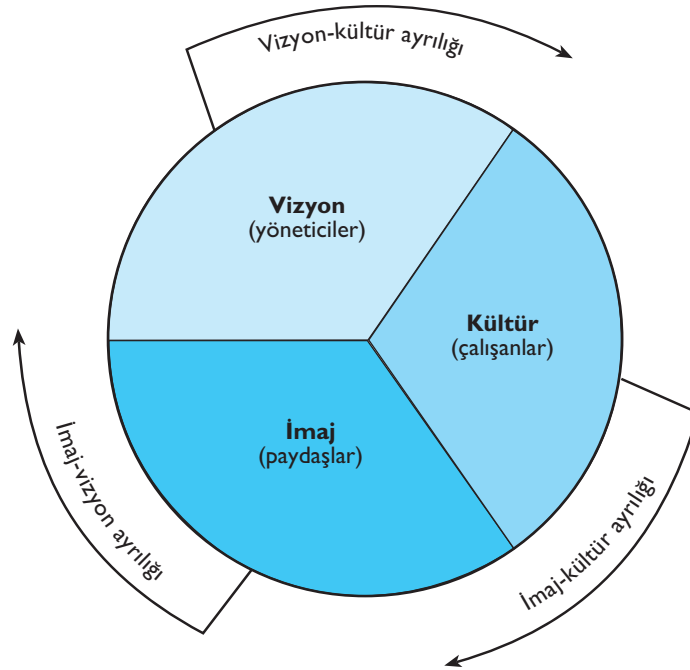 Vizyon-kültür ayrılığı
Vizyon
(yöneticiler)
Kültür
(çalışanlar)
İmaj
(paydaşlar)
İmaj-vizyon ayrılığı
İmaj-kültür ayrılığı